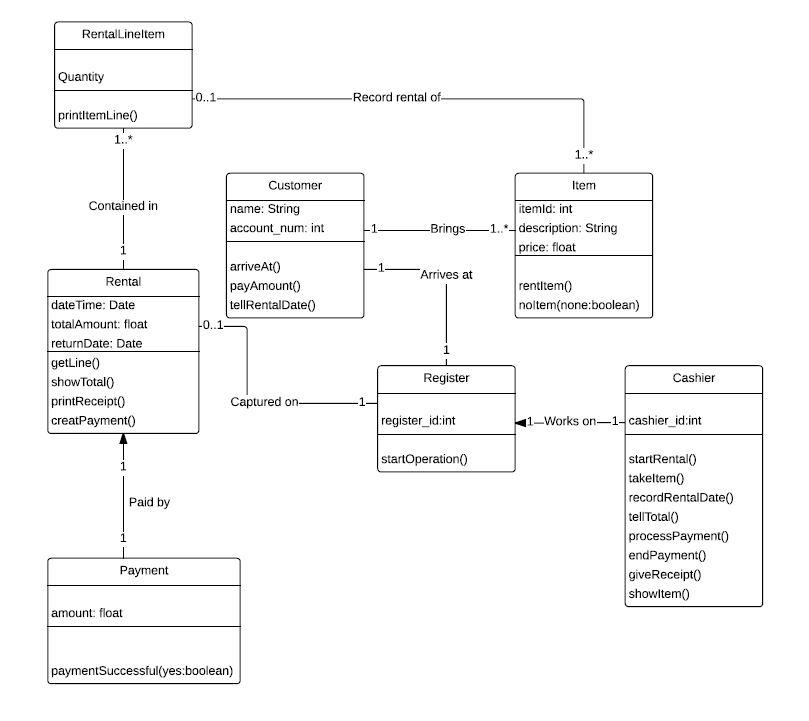 RentalLineItem
Quantity
printItemLine()
0..1
Record rental of
1..*
1..*
Contained in
1
Customer
name: String
account_num: int
arriveAt()
payAmount()
tellRentalDate()
1
Brings
1..*
Item
itemId: int
description: String
price: float
rentItem()
noItem(none:boolean)
1
Arrives at
1
Rental
dateTime: Date
totalAmount: float
returnDate: Date
getLine()
showTotal()
printReceipt()
creatPayment()
0..1
Captured on
1
Register
register_id:int
startOperation()
1
Works on
1
Cashier
cashier_id:int
startRental()
takeItem()
recordRentalDate()
tellTotal()
processPayment()
endPayment()
giveReceipt()
showItem()
1
Paid by
1
Payment
amount: float
paymentSuccessful(yes:boolean)